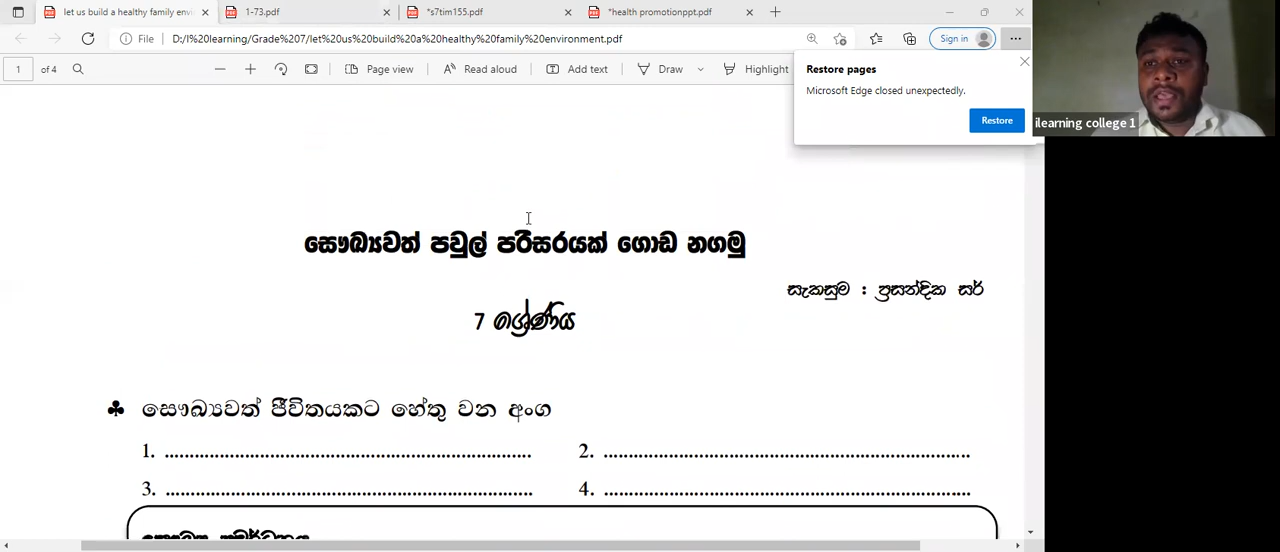 let us build a healthy family envi
1-73.pdf
*s7tim155.pdf
*health promotionppt.pdf
File
D:/I%20learning/Grade%207/let%20us%20build%20a%20healthy%20family%20environment.pdf
Sign in
1 of 4
Page view
Read aloud
Add text
Draw
Highlight
Restore pages
Microsoft Edge closed unexpectedly.
Restore
ilearning college 1
සෞඛ්‍යවත් පවුල් පරිසරයක් ගොඩ නගමු
සැකසුම : ප්‍රසන්දික සර්
7 ශ්‍රේණිය
♣ සෞඛ්‍යවත් ජීවිතයකට හේතු වන අංග
1. ........................................ 2. ........................................
3. ........................................ 4. ........................................